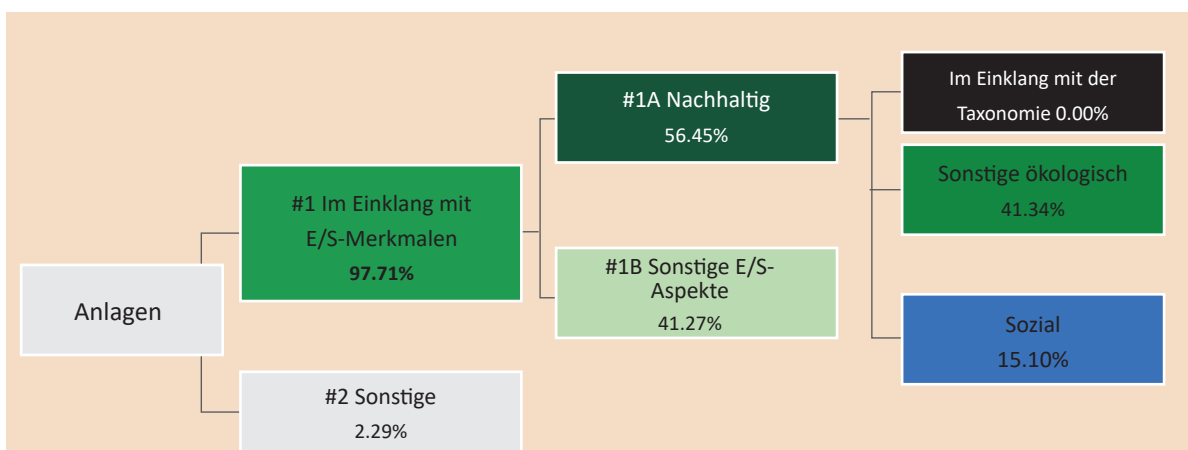 Anlagen
#1 Im Einklang mit
E/S-Merkmalen
97.71%
#2 Sonstige
2.29%
#1A Nachhaltig
56.45%
#1B Sonstige E/S-
Aspekte
41.27%
Im Einklang mit der
Taxonomie 0.00%
Sonstige ökologisch
41.34%
Sozial
15.10%